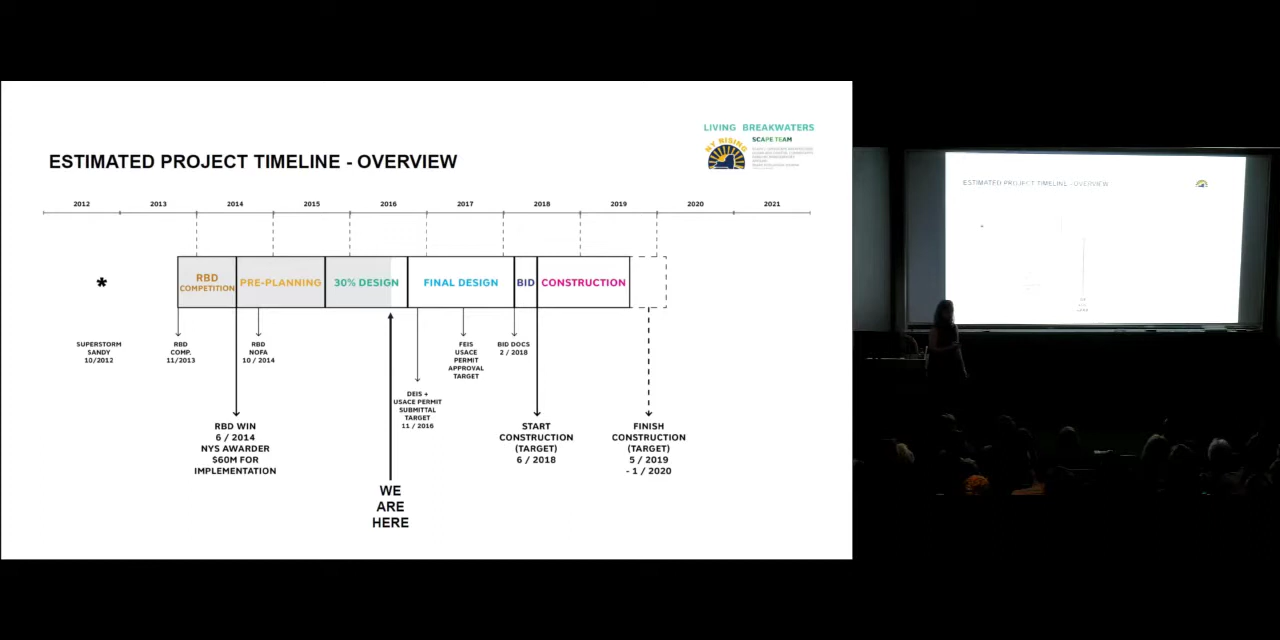 LIVING BREAKWATERS
NY RISING
SCAPE TEAM
ESTIMATED PROJECT TIMELINE - OVERVIEW
2012 2013 2014 2015 2016 2017 2018 2019 2020 2021
*
RBD
COMPETITION
PRE-PLANNING
30% DESIGN
FINAL DESIGN
BID
CONSTRUCTION
SUPERSTORM
SANDY
10/2012
RBD
COMP.
11/2013
RBD
NOFA
10 / 2014
FEIS
USACE
PERMIT
APPROVAL
TARGET
BID DOCS
2 / 2018
DEIS +
USACE PERMIT
SUBMITTAL
TARGET
11 / 2016
RBD WIN
6 / 2014
NYS AWARDER
$60M FOR
IMPLEMENTATION
START
CONSTRUCTION
(TARGET)
6 / 2018
FINISH
CONSTRUCTION
(TARGET)
5 / 2019
- 1 / 2020
WE
ARE
HERE
ESTIMATED PROJECT TIMELINE - OVERVIEW